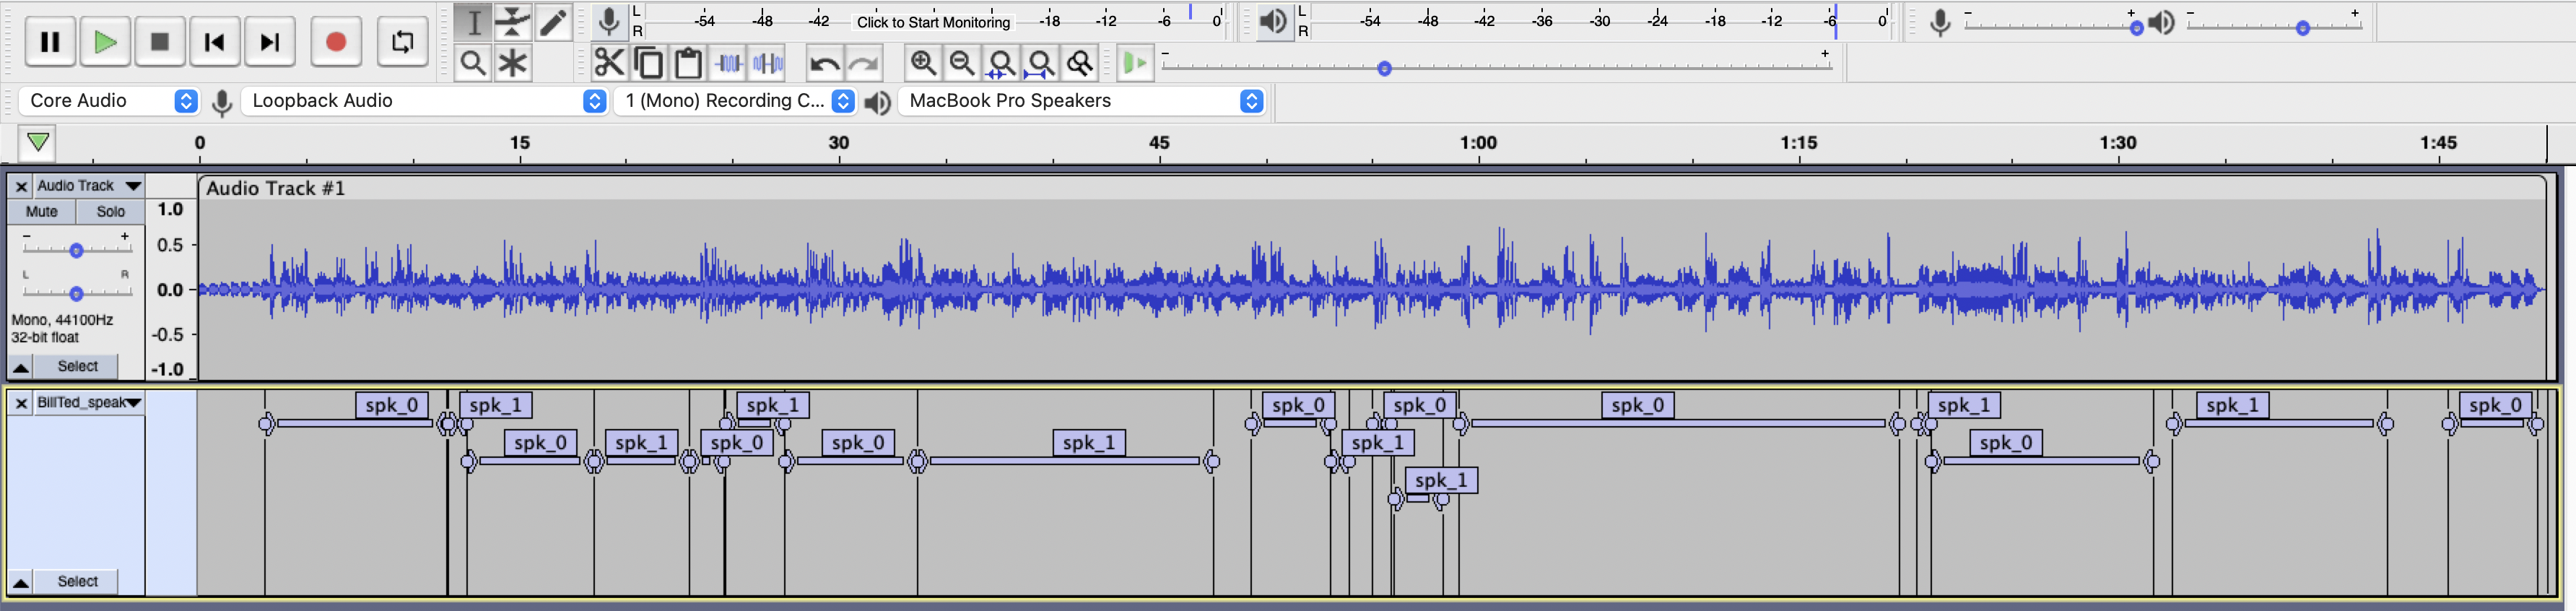 L
R
-54 -48 -42 Click to Start Monitoring -18 -12 -6 0
L
R
-54 -48 -42 -36 -30 -24 -18 -12 -6 0
- +
- +
- +
Core Audio Loopback Audio 1 (Mono) Recording C... MacBook Pro Speakers
0 15 30 45 1:00 1:15 1:30 1:45
Audio Track
Audio Track #1
Mute Solo
- +
L R
Mono, 44100Hz
32-bit float
Select
1.0
0.5
0.0
-0.5
-1.0
BillTed_speak
spk_0 spk_1 spk_1 spk_0 spk_0 spk_0 spk_1 spk_1 spk_0
spk_0 spk_1 spk_0 spk_0 spk_1 spk_1 spk_0
spk_1
Select